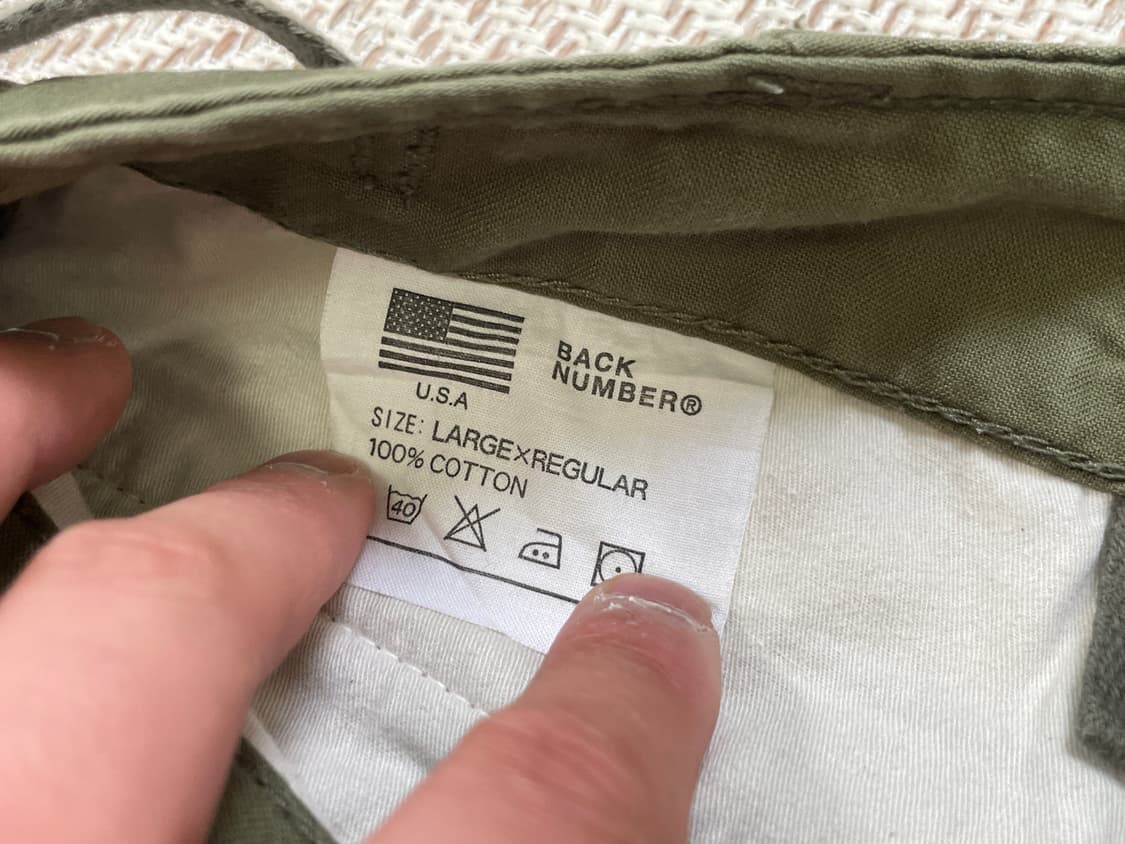 U.S.A
BACK
NUMBER®
SIZE: LARGE×REGULAR
100% COTTON
40